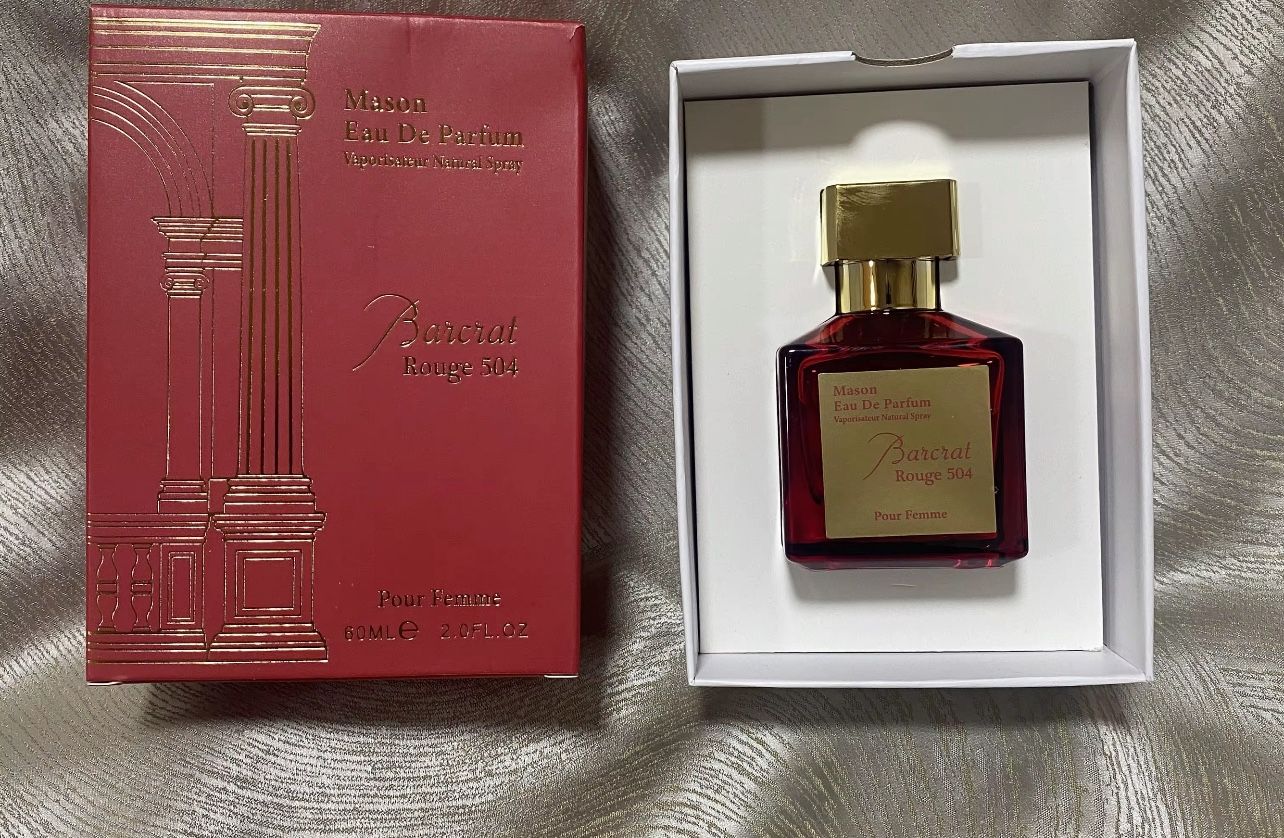 Mason
Eau De Parfum
Vaporisateur Natural Spray
Barcrat
Rouge 504
Pour Femme
60ML e 2.0FL.OZ
Mason
Eau De Parfum
Vaporisateur Natural Spray
Barcrat
Rouge 504
Pour Femme